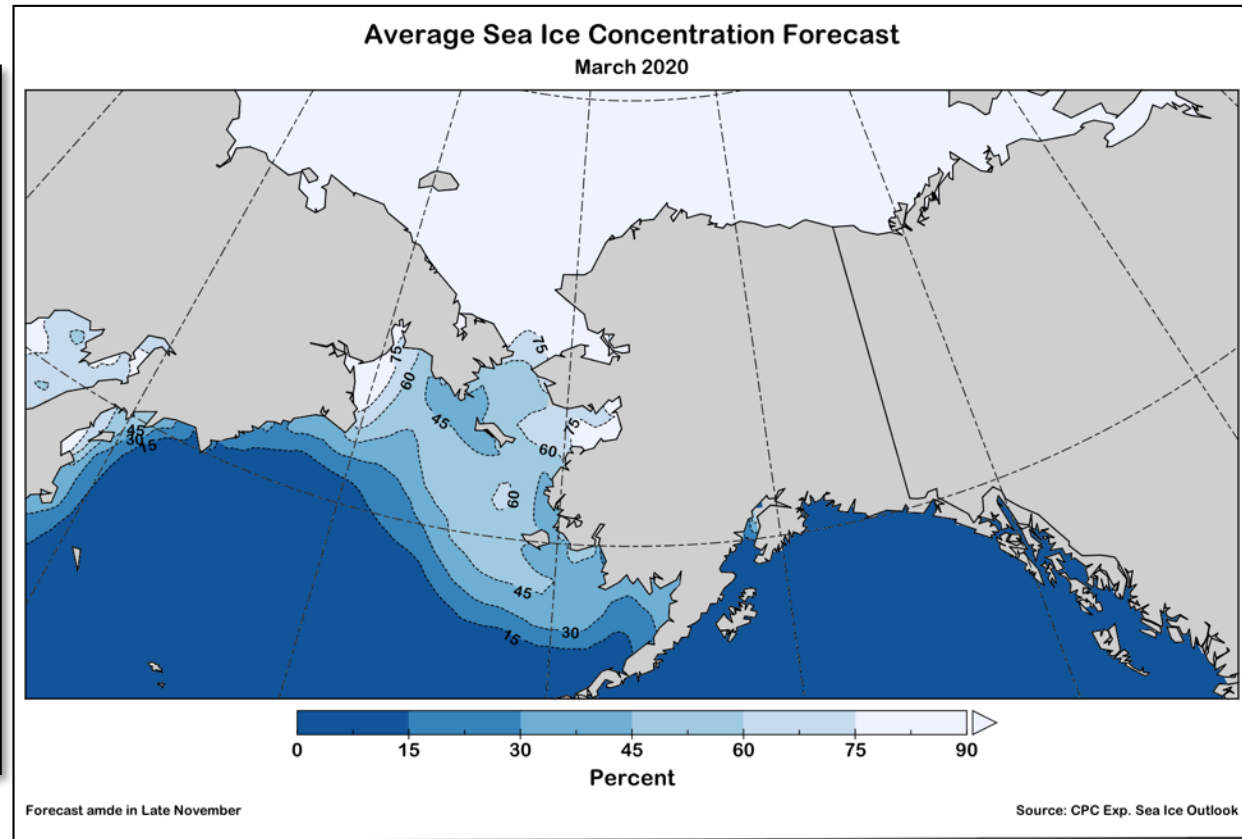 Average Sea Ice Concentration Forecast
March 2020
75
75
60
45
75
60
45
30
15
60
45
30
15
0 15 30 45 60 75 90
Percent
Forecast amde in Late November
Source: CPC Exp. Sea Ice Outlook